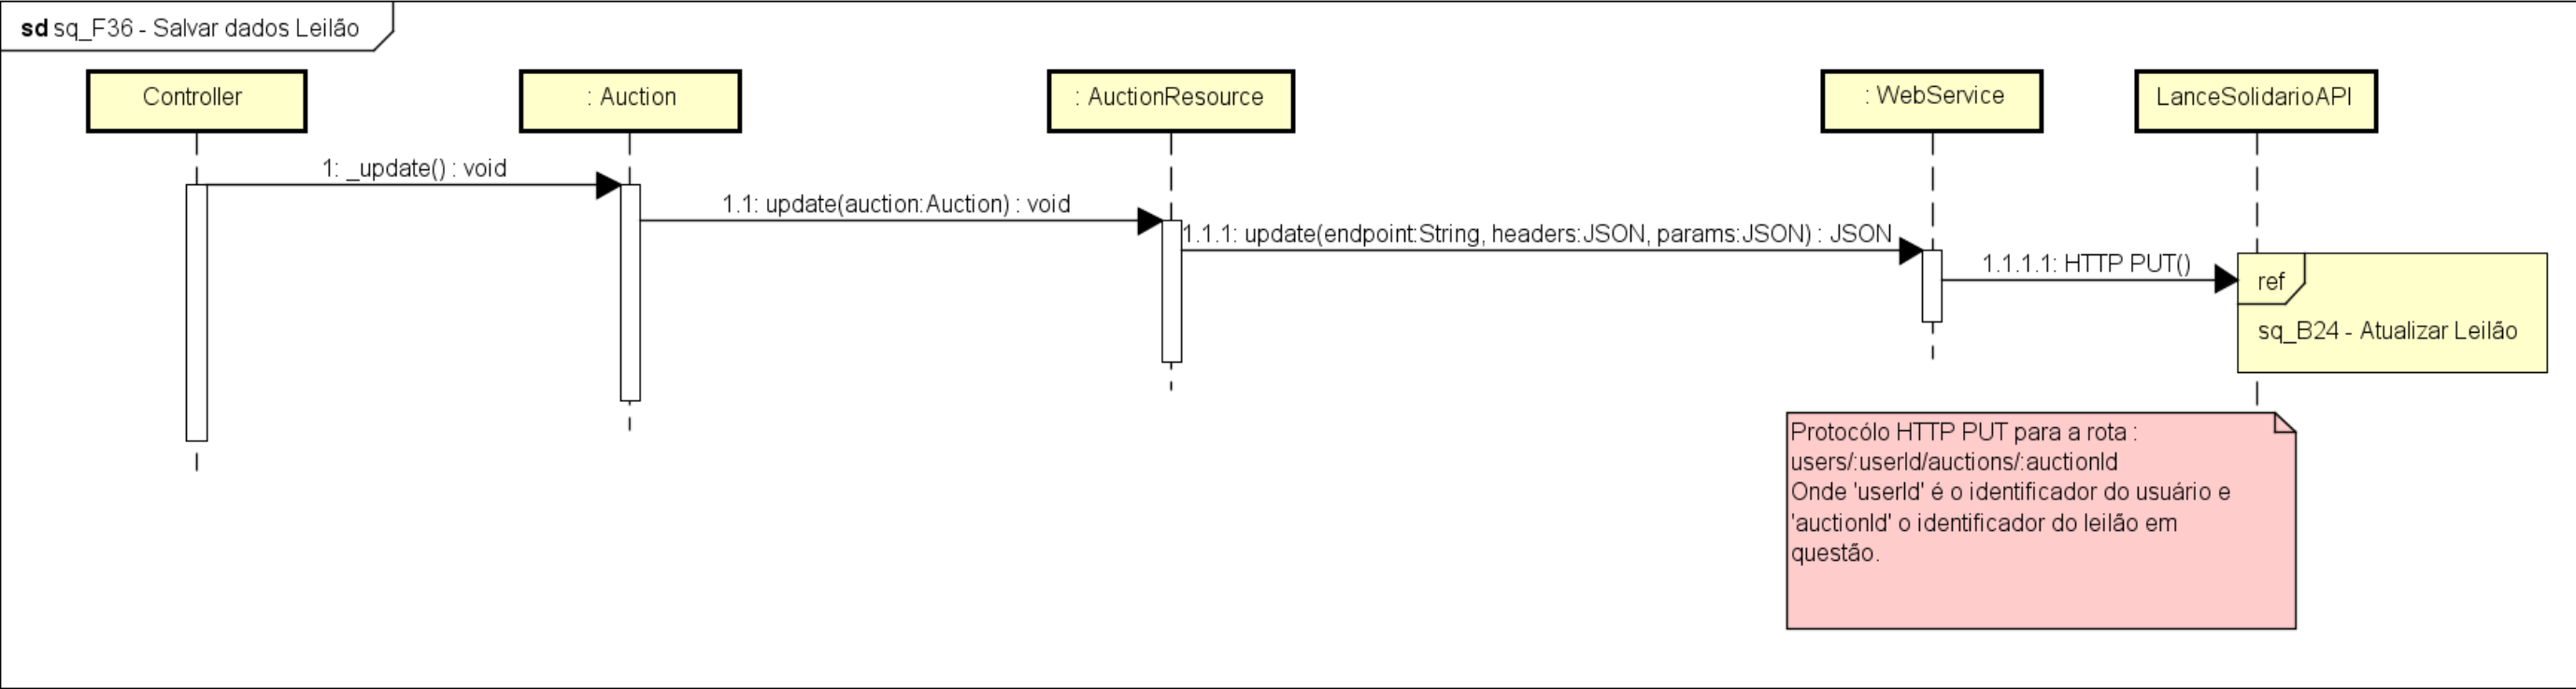 sd sq_F36 - Salvar dados Leilão
Controller
: Auction
: AuctionResource
: WebService
LanceSolidarioAPI
1: _update() : void
1.1: update(auction:Auction) : void
1.1.1: update(endpoint:String, headers:JSON, params:JSON) : JSON
1.1.1.1: HTTP PUT()
ref
sq_B24 - Atualizar Leilão
Protocólo HTTP PUT para a rota :
users/:userId/auctions/:auctionId
Onde 'userId' é o identificador do usuário e
'auctionId' o identificador do leilão em
questão.